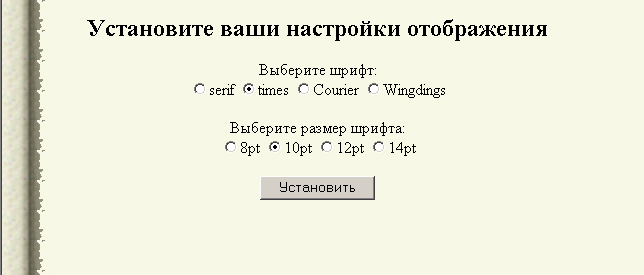 Установите ваши настройки отображения
Выберите шрифт:
serif times Courier Wingdings
Выберите размер шрифта:
8pt 10pt 12pt 14pt
Установить